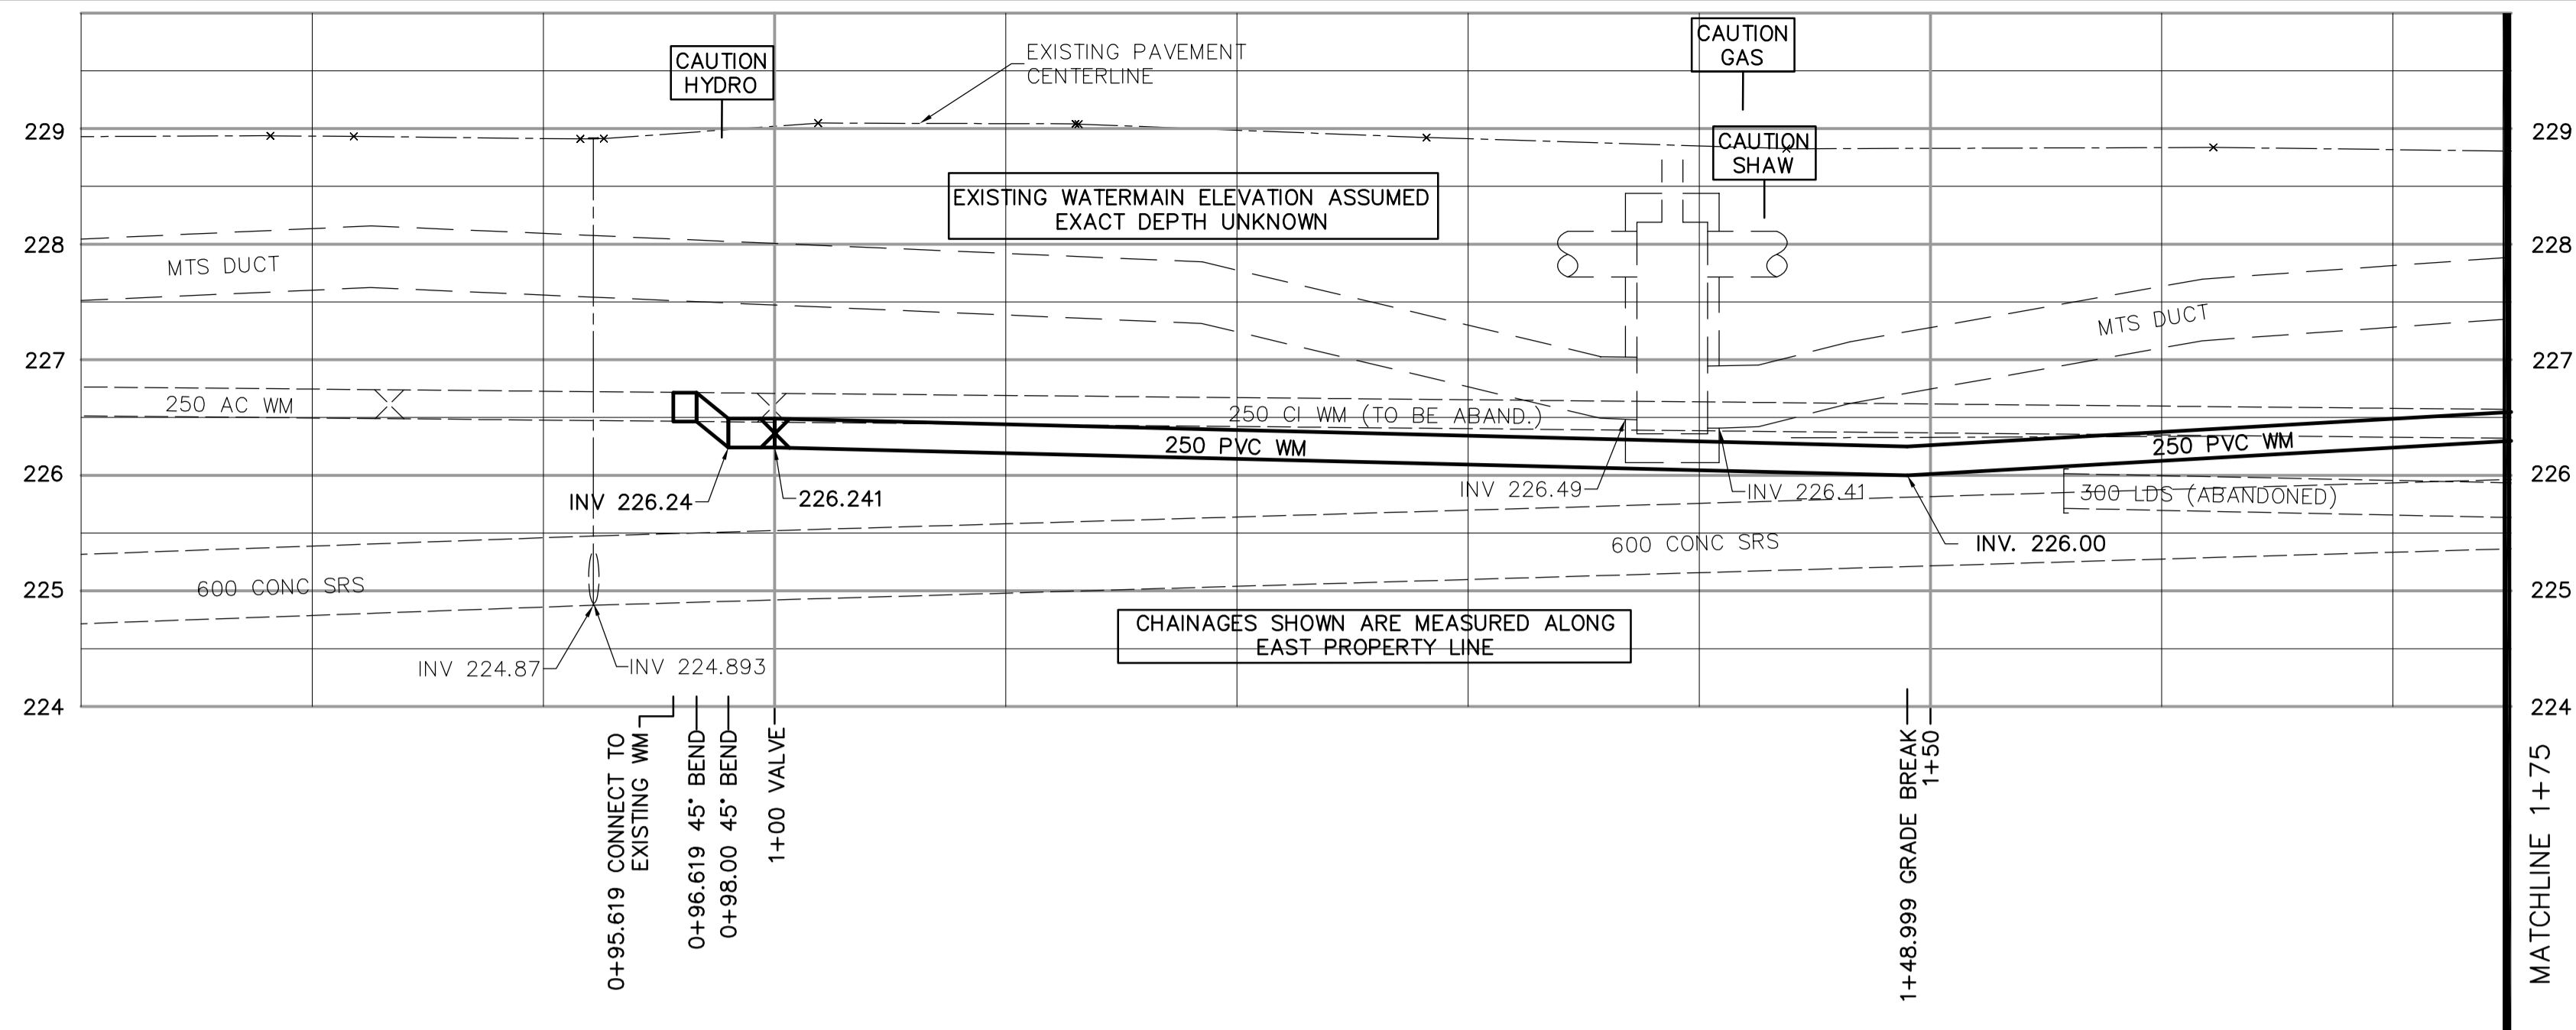 CAUTION
HYDRO
EXISTING PAVEMENT
CENTERLINE
CAUTION
GAS
229
229
CAUTION
SHAW
EXISTING WATERMAIN ELEVATION ASSUMED
EXACT DEPTH UNKNOWN
228
228
MTS DUCT
MTS DUCT
227
227
250 AC WM
250 CI WM (TO BE ABAND.)
250 PVC WM
250 PVC WM
226
226
INV 226.24
226.241
INV 226.49
INV 226.41
300 LDS (ABANDONED)
600 CONC SRS
INV. 226.00
600 CONC SRS
225
225
CHAINAGES SHOWN ARE MEASURED ALONG
EAST PROPERTY LINE
INV 224.87
INV 224.893
224
224
0+95.619 CONNECT TO
EXISTING WM
0+96.619 45° BEND
0+98.00 45° BEND
1+00 VALVE
1+48.999 GRADE BREAK
1+50
MATCHLINE 1+75